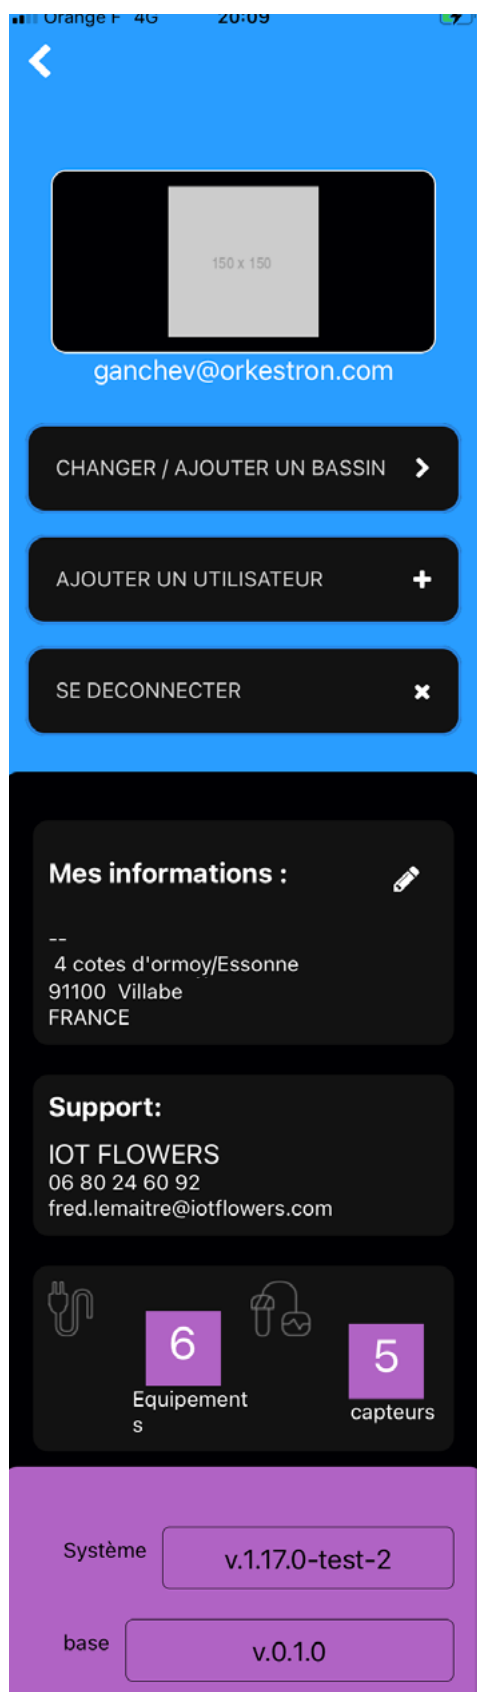 Orange F 4G 20:09
150 x 150
ganchev@orkestron.com
CHANGER / AJOUTER UN BASSIN
AJOUTER UN UTILISATEUR
SE DECONNECTER
Mes informations :
--
4 cotes d'ormoy/Essonne
91100 Villabe
FRANCE
Support:
IOT FLOWERS
06 80 24 60 92
fred.lemaitre@iotflowers.com
6
Equipement
s
5
capteurs
Système v.1.17.0-test-2
base v.0.1.0